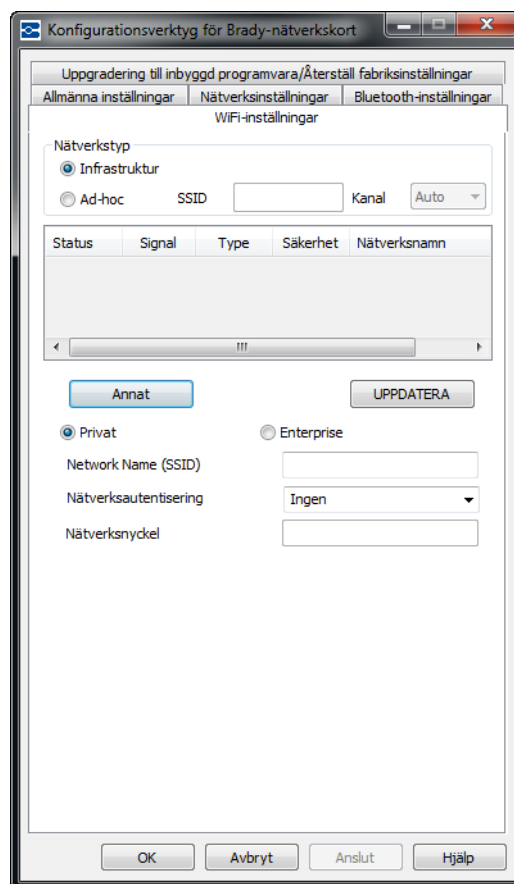 Konfigurationsverktyg för Brady-nätverkskort
Uppgradering till inbyggd programvara/Återställ fabriksinställningar
Allmänna inställningar Nätverksinställningar Bluetooth-inställningar
WiFi-inställningar
Nätverkstyp
Infrastruktur
Ad-hoc SSID Kanal Auto
Status Signal Type Säkerhet Nätverksnamn
Annat UPPDATERA
Privat Enterprise
Network Name (SSID)
Nätverksautentisering Ingen
Nätverksnyckel
OK Avbryt Anslut Hjälp